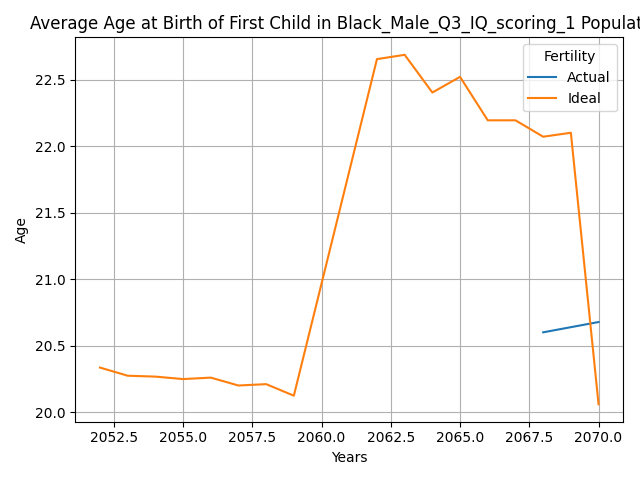 Average Age at Birth of First Child in Black_Male_Q3_IQ_scoring_1 Populat
Fertility
Actual
Ideal
22.5
22.0
21.5
21.0
20.5
20.0
Age
2052.5 2055.0 2057.5 2060.0 2062.5 2065.0 2067.5 2070.0
Years